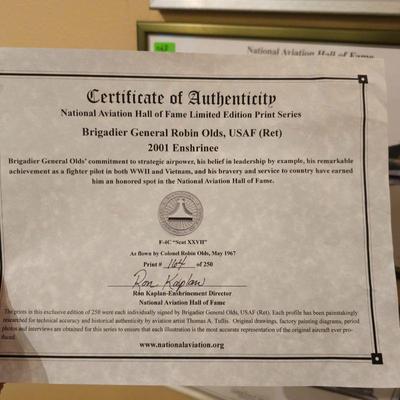 National Aviation Hall of Fame
Certificate of Authenticity
National Aviation Hall of Fame Limited Edition Print Series
Brigadier General Robin Olds, USAF (Ret)
2001 Enshrinee
Brigadier General Olds' commitment to strategic airpower, his belief in leadership by example, his remarkable
achievement as a fighter pilot in both WWII and Vietnam, and his bravery and service to country have earned
him an honored spot in the National Aviation Hall of Fame.
F-4C "Scat XXVII"
As flown by Colonel Robin Olds, May 1967
Print # 164 of 250
Ron Kaplan
Ron Kaplan-Enshrinement Director
National Aviation Hall of Fame
The prints in this exclusive edition of 250 were each individually signed by Brigadier General Olds, USAF (Ret). Each profile has been painstakingly
researched for technical accuracy and historical authenticity by aviation artist Thomas A. Tullis. Original drawings, factory painting diagrams, period
photos and interviews are obtained for this series to ensure that each illustration is the most accurate representation of the original aircraft ever pro-
duced.
www.nationalaviation.org